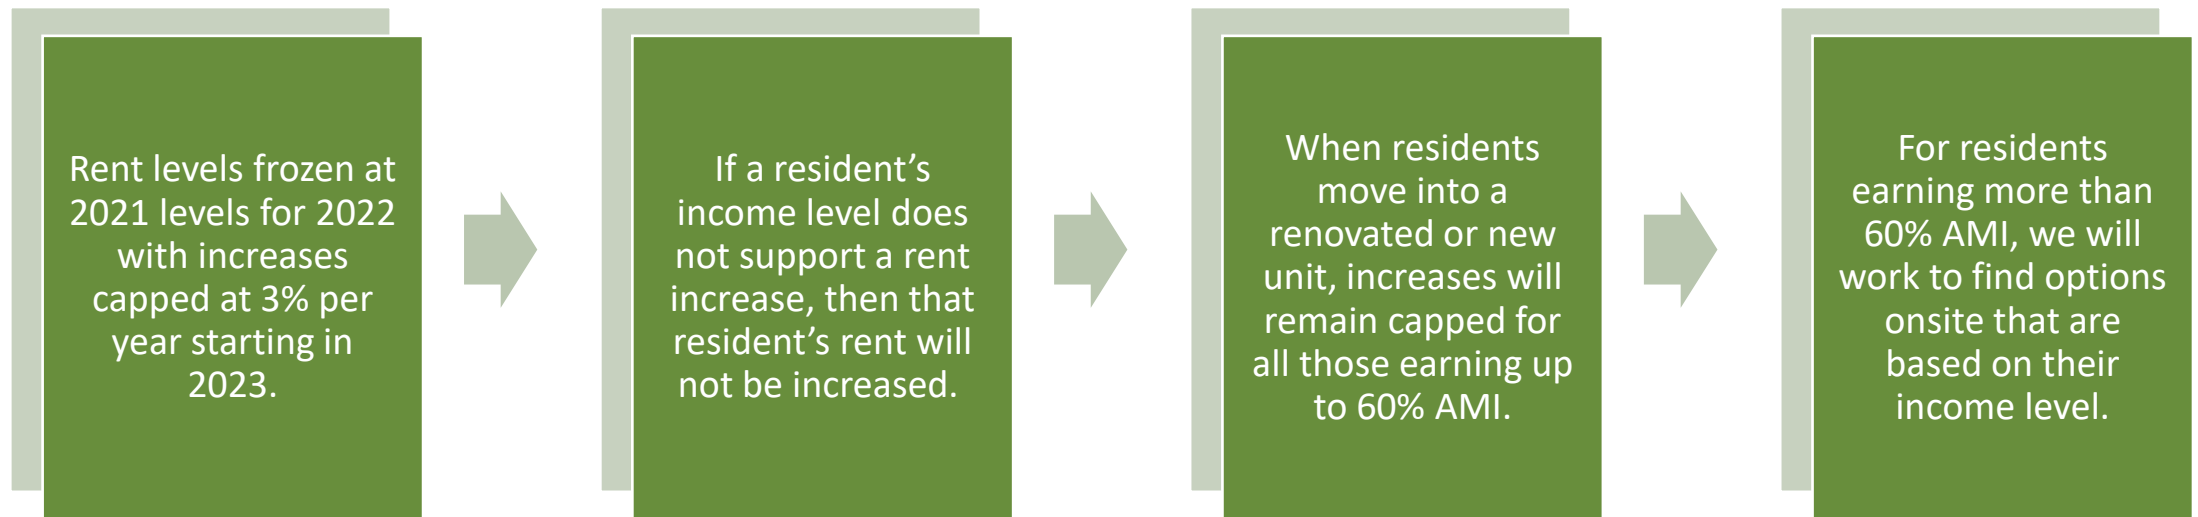 Rent levels frozen at
2021 levels for 2022
with increases
capped at 3% per
year starting in
2023.
If a resident’s
income level does
not support a rent
increase, then that
resident’s rent will
not be increased.
When residents
move into a
renovated or new
unit, increases will
remain capped for
all those earning up
to 60% AMI.
For residents
earning more than
60% AMI, we will
work to find options
onsite that are
based on their
income level.